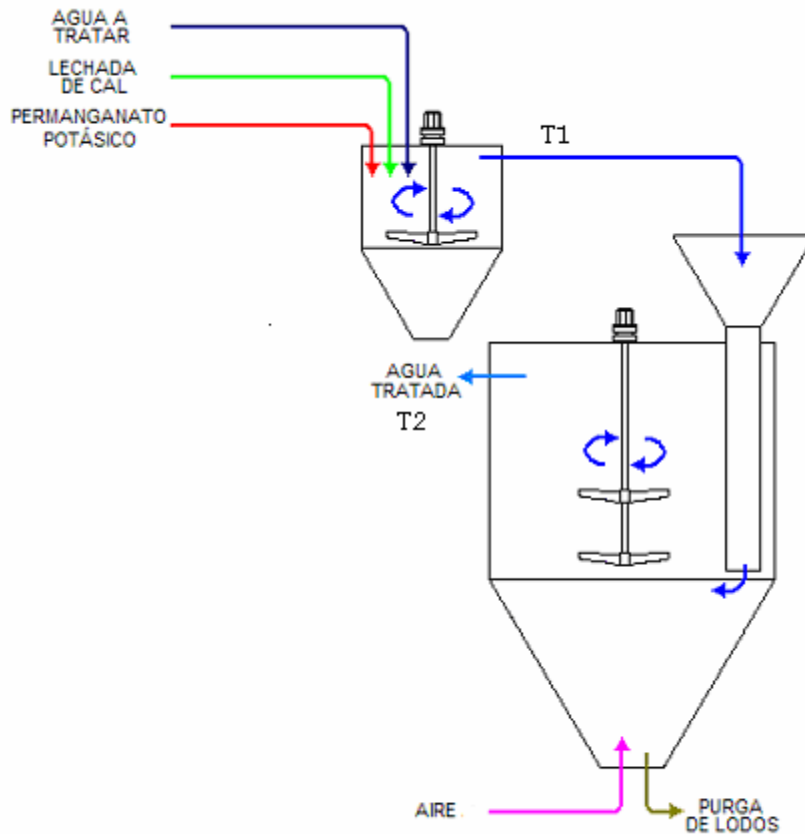 AGUA A
TRATAR
LECHADA
DE CAL
PERMANGANATO
POTÁSICO
T1
AGUA
TRATADA
T2
AIRE
PURGA
DE LODOS